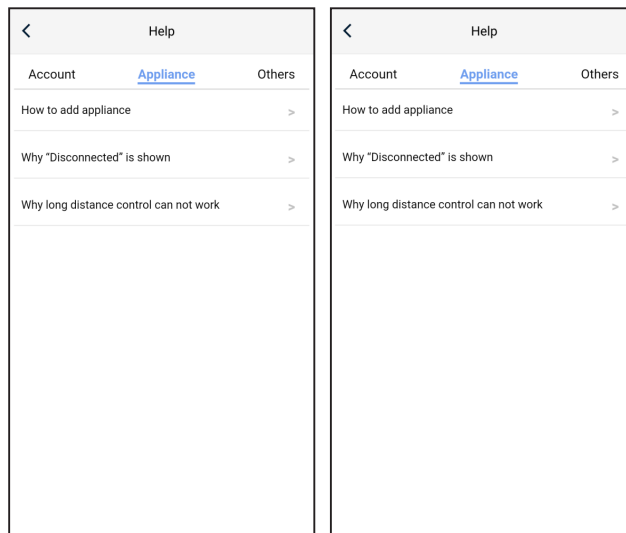 Help
Account Appliance Others
How to add appliance >
Why “Disconnected” is shown >
Why long distance control can not work >
Help
Account Appliance Others
How to add appliance >
Why “Disconnected” is shown >
Why long distance control can not work >